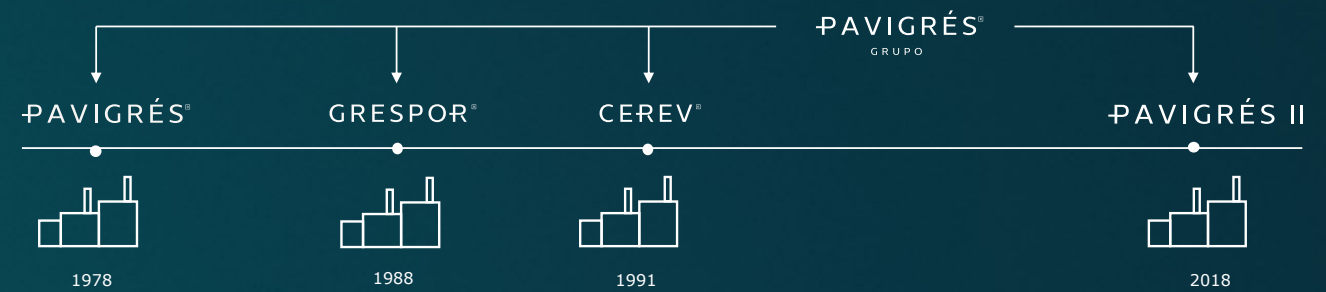 PAVIGRÉS®
GRUPO
PAVIGRÉS®
GRESPOR®
CEREV®
PAVIGRÉS II
1978
1988
1991
2018